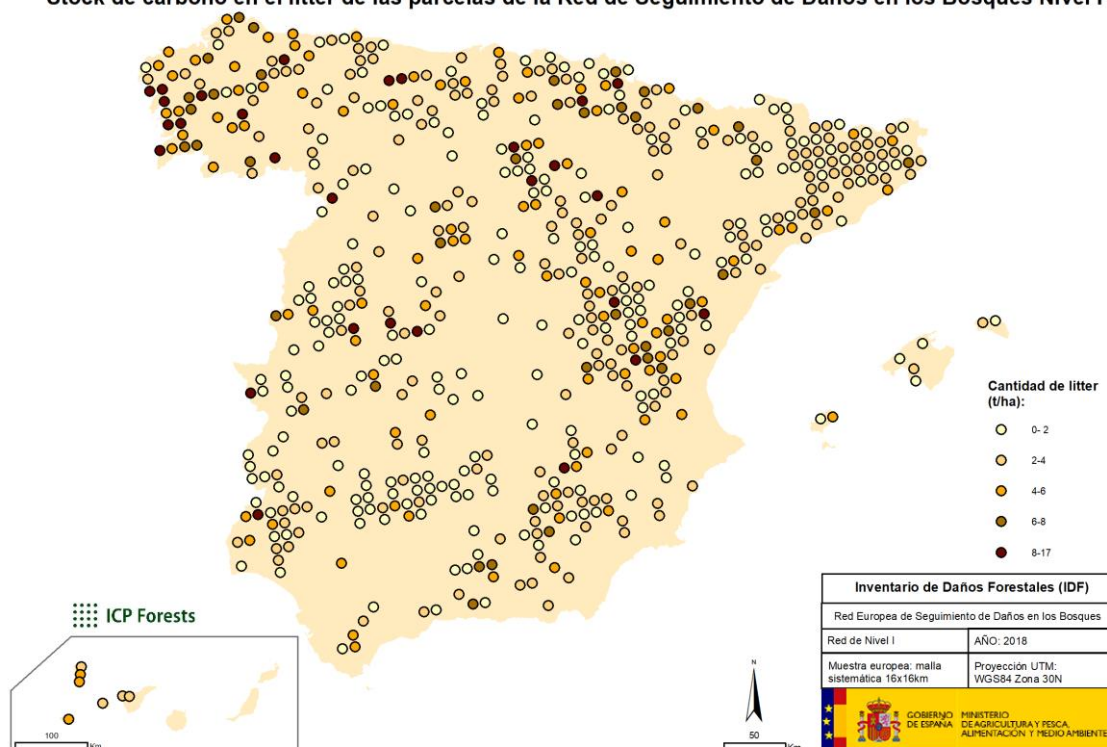 Stock de carbono en el litter de las parcelas de la Red de Seguimiento de Daños en los Bosques Nivel I
Cantidad de litter
(t/ha):
0- 2
2-4
4-6
6-8
8-17
ICP Forests
100
Km
N
50
Km
Inventario de Daños Forestales (IDF)
Red Europea de Seguimiento de Daños en los Bosques
Red de Nivel I
AÑO: 2018
Muestra europea: malla
sistemática 16x16km
Proyección UTM:
WGS84 Zona 30N
GOBIERNO
DE ESPAÑA
MINISTERIO
DE AGRICULTURA Y PESCA,
ALIMENTACIÓN Y MEDIO AMBIENTE